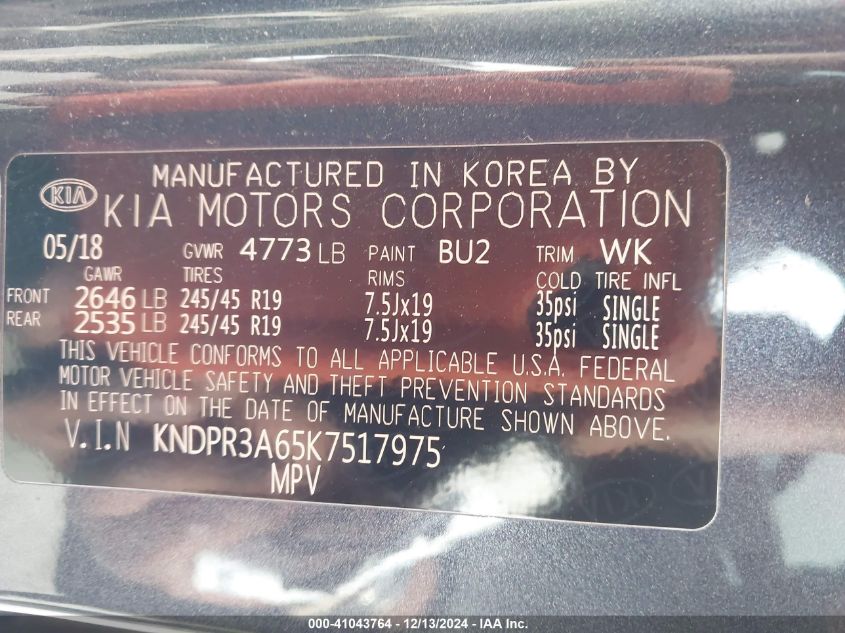 MANUFACTURED IN KOREA BY
KIA KIA MOTORS CORPORATION
05/18 GVWR 4773 LB PAINT BU2 TRIM WK
GAWR TIRES RIMS COLD TIRE INFL
FRONT 2646 LB 245/45 R19 7.5Jx19 35psi SINGLE
REAR 2535 LB 245/45 R19 7.5Jx19 35psi SINGLE
THIS VEHICLE CONFORMS TO ALL APPLICABLE U.S.A. FEDERAL
MOTOR VEHICLE SAFETY AND THEFT PREVENTION STANDARDS
IN EFFECT ON THE DATE OF MANUFACTURE SHOWN ABOVE.
V.I.N KNDPR3A65K7517975
MPV
000-41043764 - 12/13/2024 - IAA Inc.